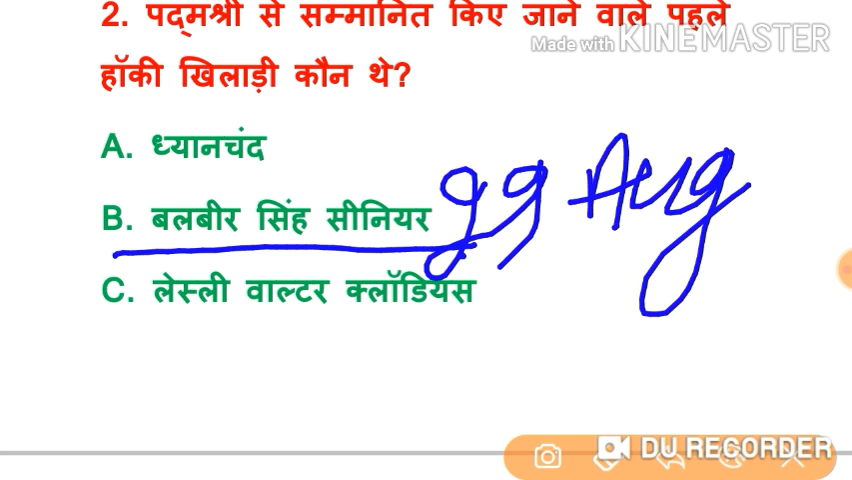 2. पद्मश्री से सम्मानित किए जाने वाले पहले
Made with KINEMASTER
हॉकी खिलाड़ी कौन थे?
A. ध्यानचंद
B. बलबीर सिंह सीनियर
29 Aug
C. लेस्ली वाल्टर क्लॉडियस
DU RECORDER